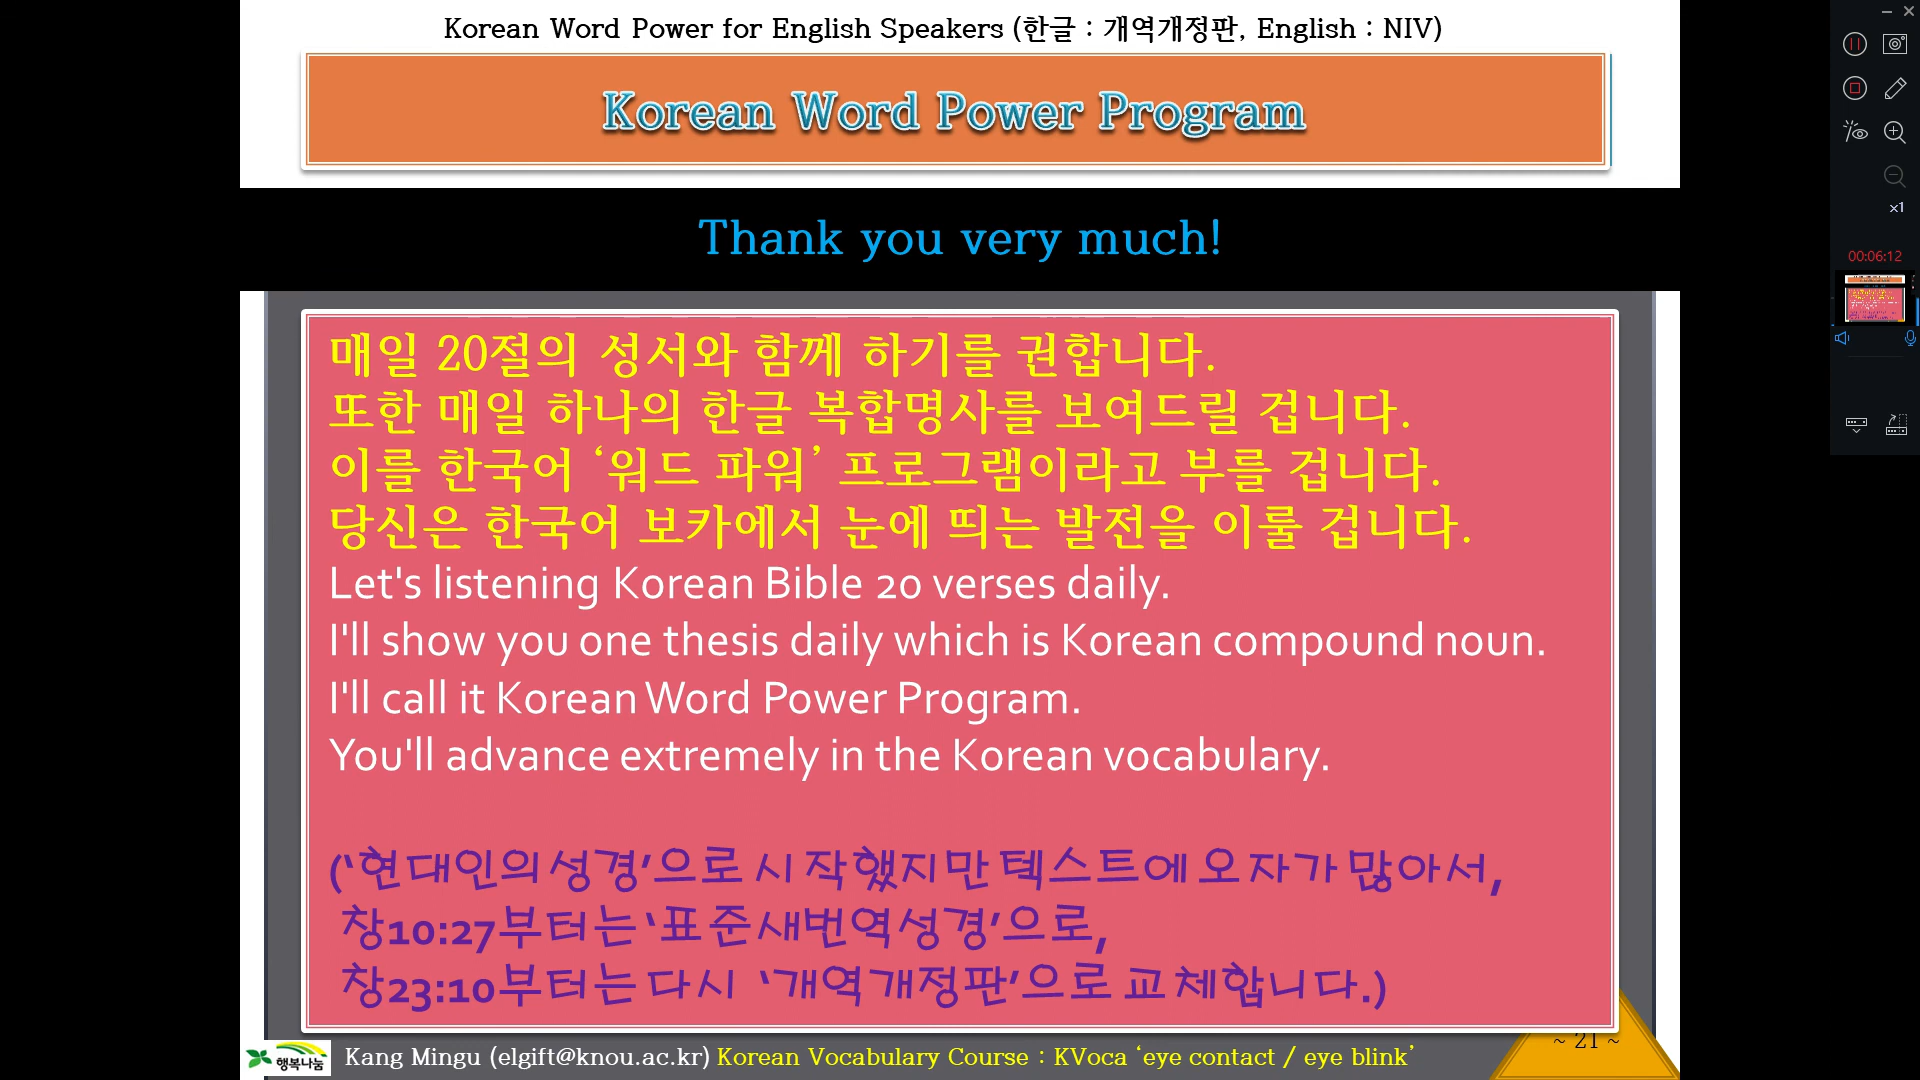 Korean Word Power for English Speakers (한글 : 개역개정판, English : NIV)
Korean Word Power Program
Thank you very much!
매일 20절의 성서와 함께 하기를 권합니다.
또한 매일 하나의 한글 복합명사를 보여드릴 겁니다.
이를 한국어 ‘워드 파워’ 프로그램이라고 부를 겁니다.
당신은 한국어 보카에서 눈에 띄는 발전을 이룰 겁니다.
Let's listening Korean Bible 20 verses daily.
I'll show you one thesis daily which is Korean compound noun.
I'll call it Korean Word Power Program.
You'll advance extremely in the Korean vocabulary.
(‘현대인의성경’으로 시작했지만 텍스트에 오자가 많아서,
창10:27부터는 ‘표준새번역성경’으로,
창23:10부터는 다시 ‘개역개정판’으로 교체합니다.)
~ 21 ~
행복나눔 Kang Mingu (elgift@knou.ac.kr) Korean Vocabulary Course : KVoca ‘eye contact / eye blink’
x1
00:06:12